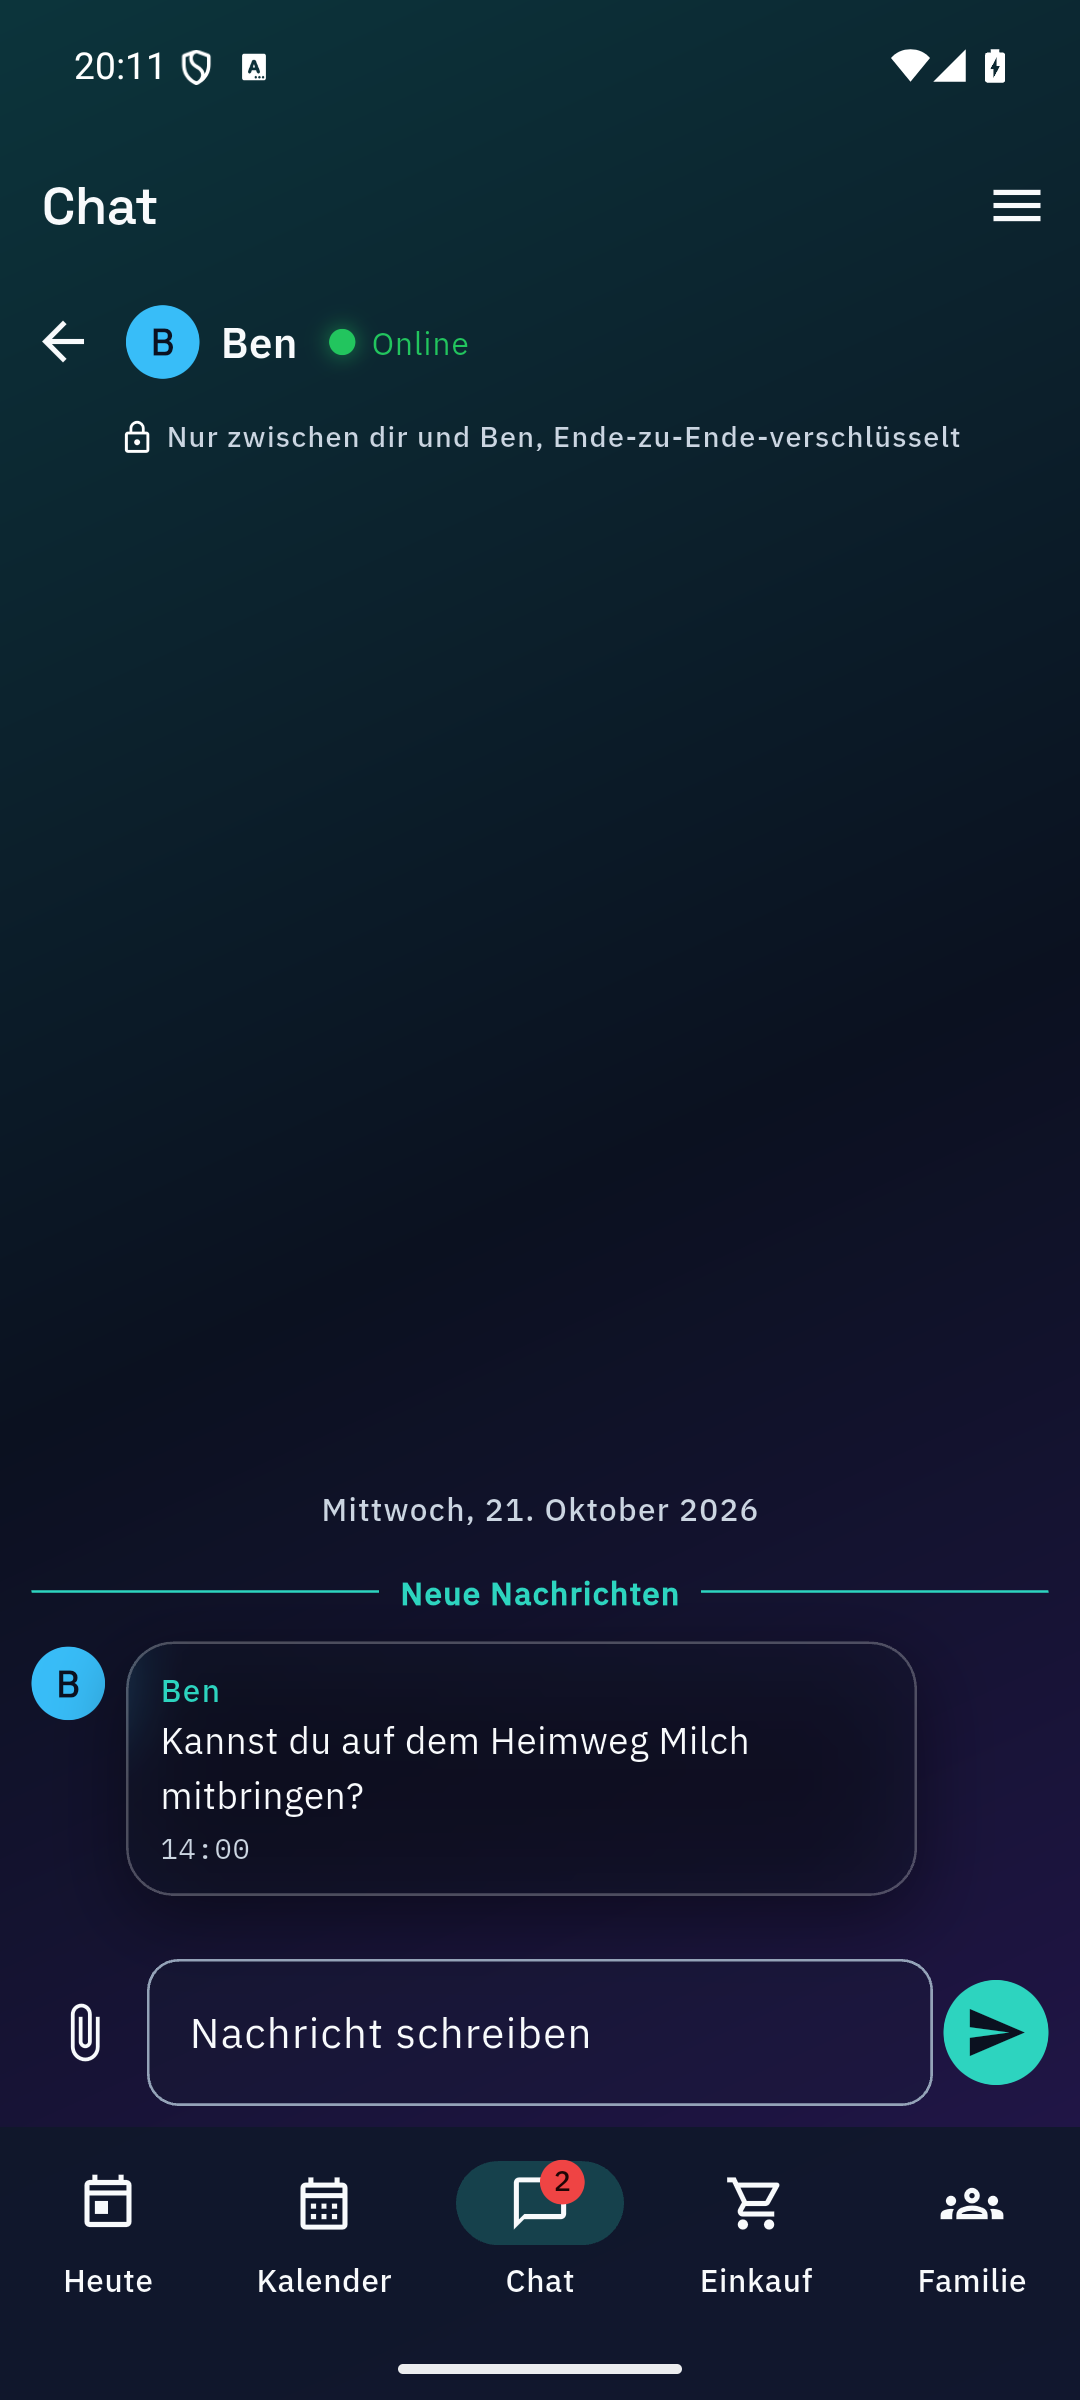 20:11
Chat
B Ben Online
Nur zwischen dir und Ben, Ende-zu-Ende-verschlüsselt
Mittwoch, 21. Oktober 2026
Neue Nachrichten
B
Ben
Kannst du auf dem Heimweg Milch
mitbringen?
14:00
Nachricht schreiben
2
Heute Kalender Chat Einkauf Familie